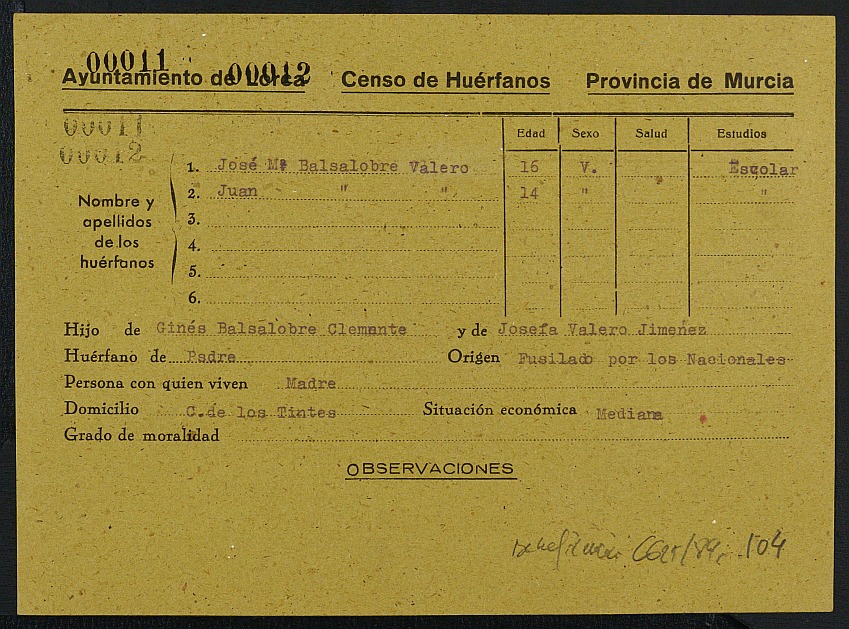 00011 00012
Ayuntamiento de Lorca Censo de Huérfanos Provincia de Murcia
00011
00012
Edad Sexo Salud Estudios
Nombre y apellidos de los huérfanos
1. José Mª Balsalobre Valero 16 V. Escolar
2. Juan " " 14 " "
3.
4.
5.
6.
Hijo de Ginés Balsalobre Clemente y de Josefa Valero Jimenez
Huérfano de Padre Origen Fusilado por los Nacionales
Persona con quien viven Madre
Domicilio C.de los Tintes Situación económica Mediana
Grado de moralidad
OBSERVACIONES
104